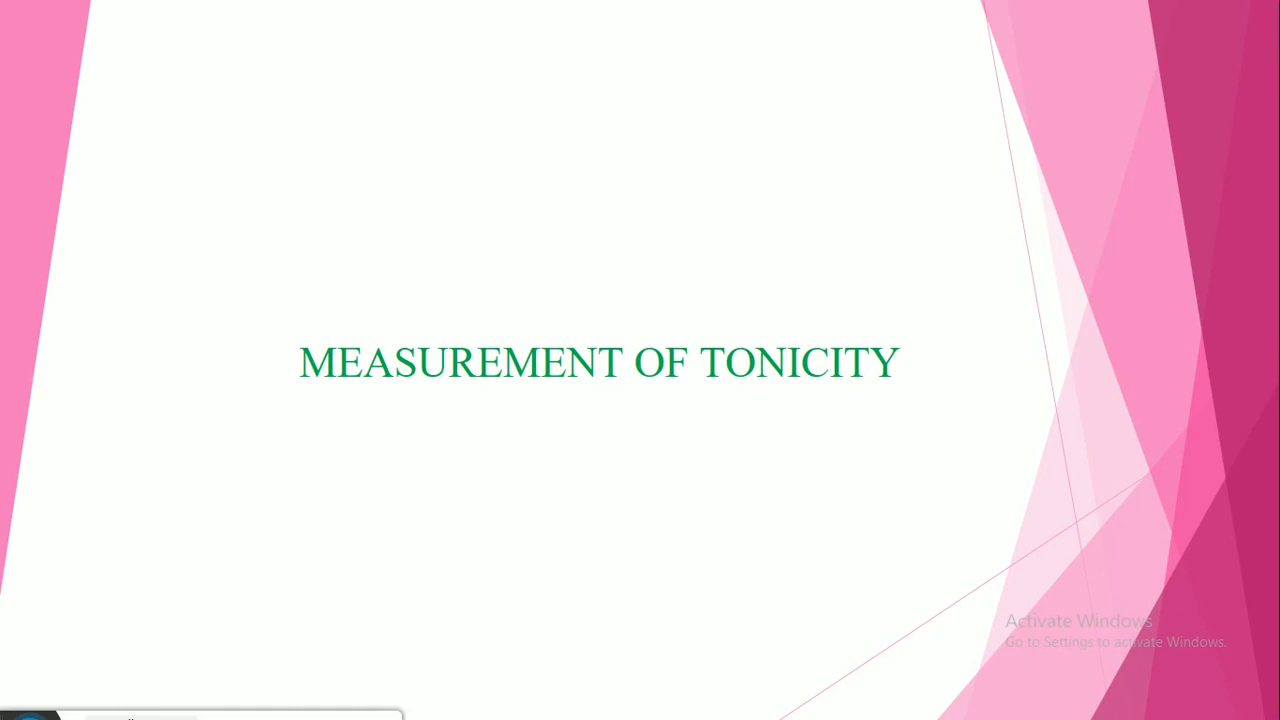 MEASUREMENT OF TONICITY
Activate Windows
Go to Settings to activate Windows.